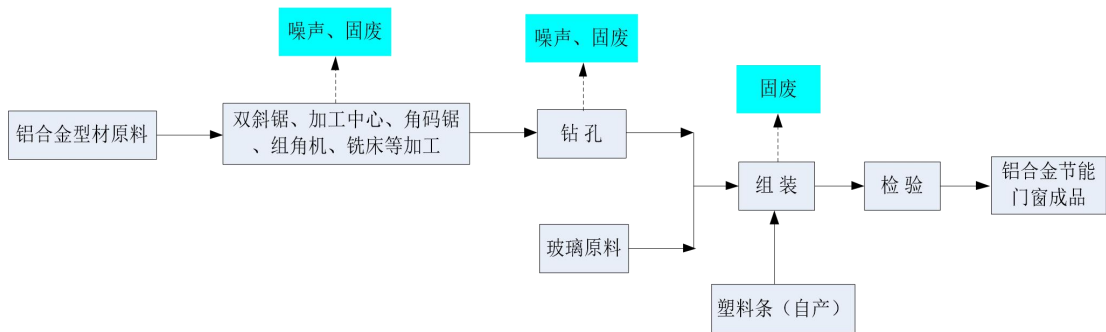 噪声、固废
噪声、固废
固废
铝合金型材原料
双斜锯、加工中心、角码锯
、组角机、铣床等加工
钻 孔
组 装
检 验
铝合金节能
门窗成品
玻璃原料
塑料条（自产）